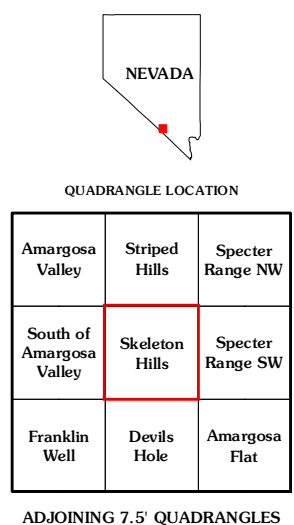 NEVADA
QUADRANGLE LOCATION
Amargosa
Valley
Striped
Hills
Specter
Range NW
South of
Amargosa
Valley
Skeleton
Hills
Specter
Range SW
Franklin
Well
Devils
Hole
Amargosa
Flat
ADJOINING 7.5' QUADRANGLES